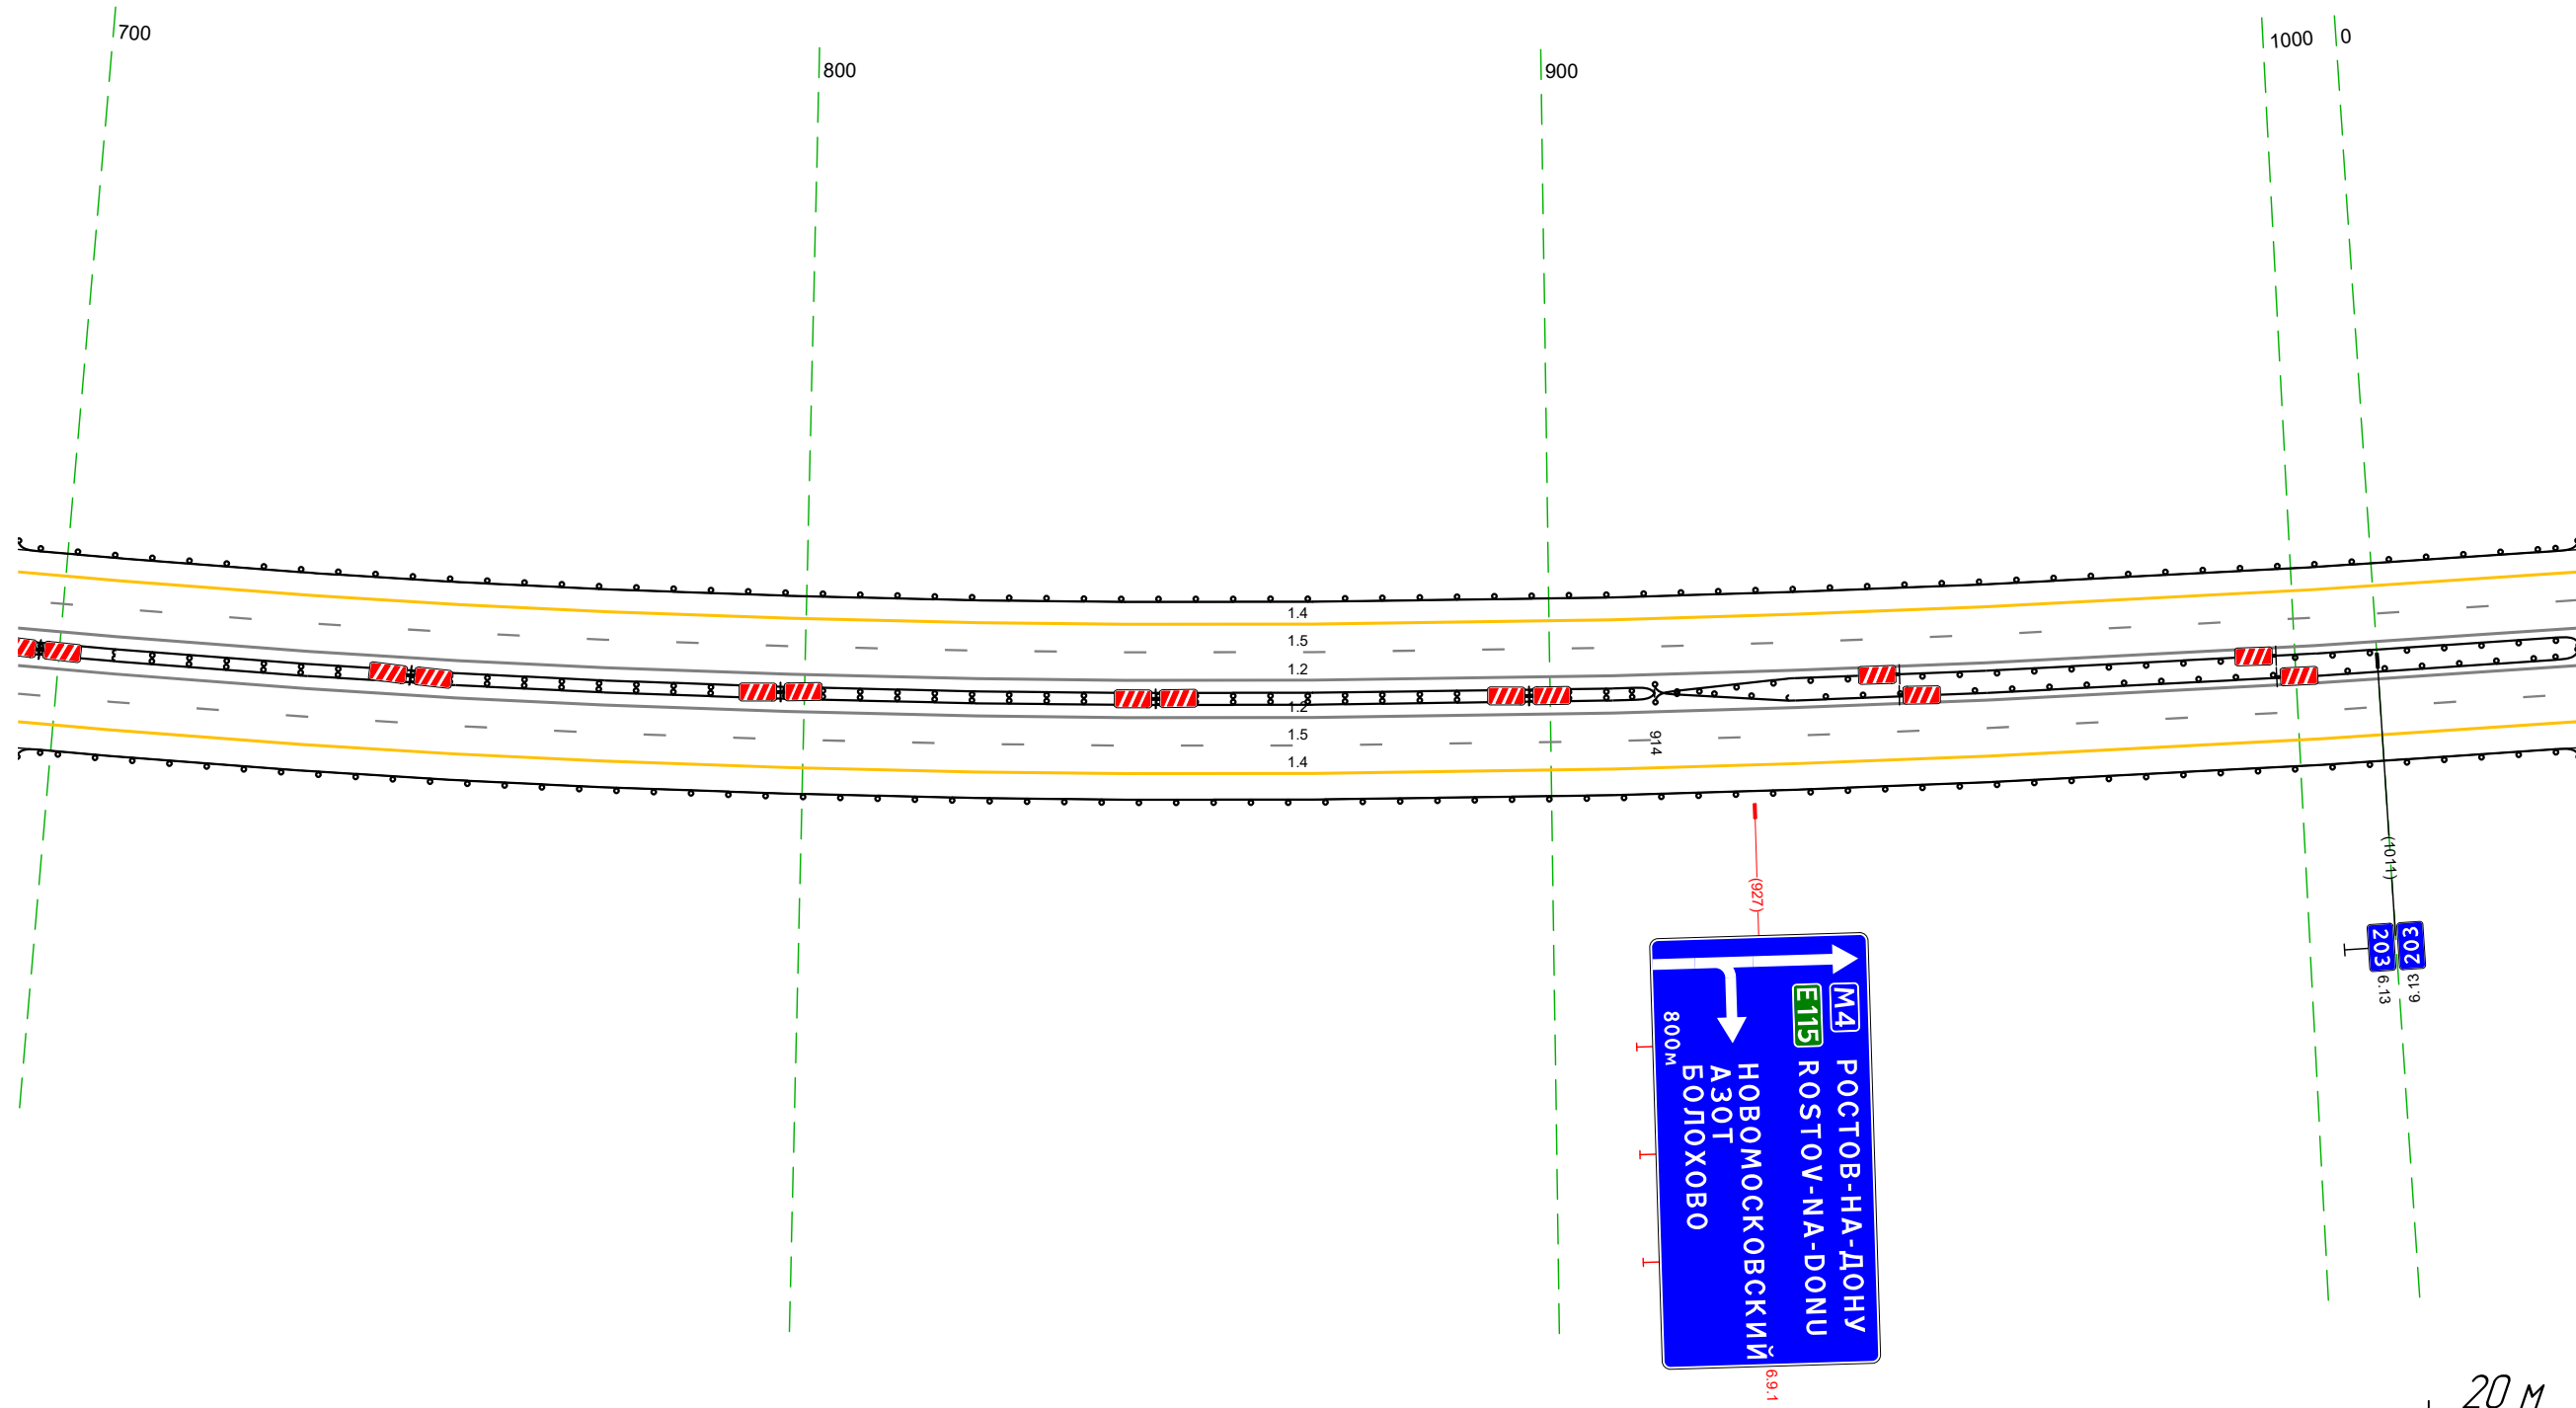 700
800
900
1000
0
1.4
1.5
1.2
1.2
1.5
1.4
914
(927)
(1011)
М4 РОСТОВ-НА-ДОНУ
Е115 ROSTOV-NA-DONU
НОВОМОСКОВСКИЙ
АЗОТ
БОЛОХОВО
800м
6.9.1
203
6.13
203
6.13
20 м